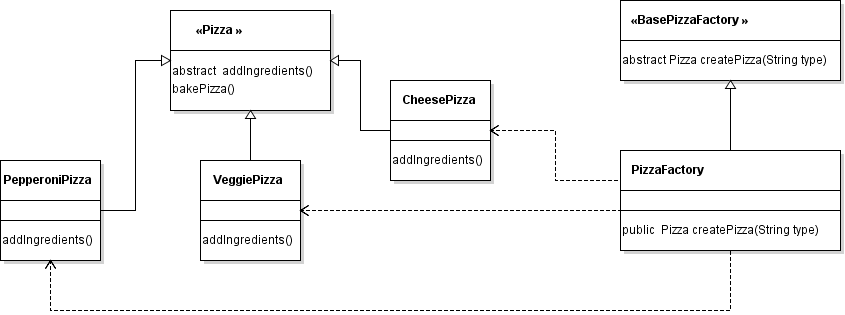 «Pizza »
abstract addIngredients()
bakePizza()
«BasePizzaFactory »
abstract Pizza createPizza(String type)
CheesePizza
addIngredients()
PepperoniPizza
addIngredients()
VeggiePizza
addIngredients()
PizzaFactory
public Pizza createPizza(String type)